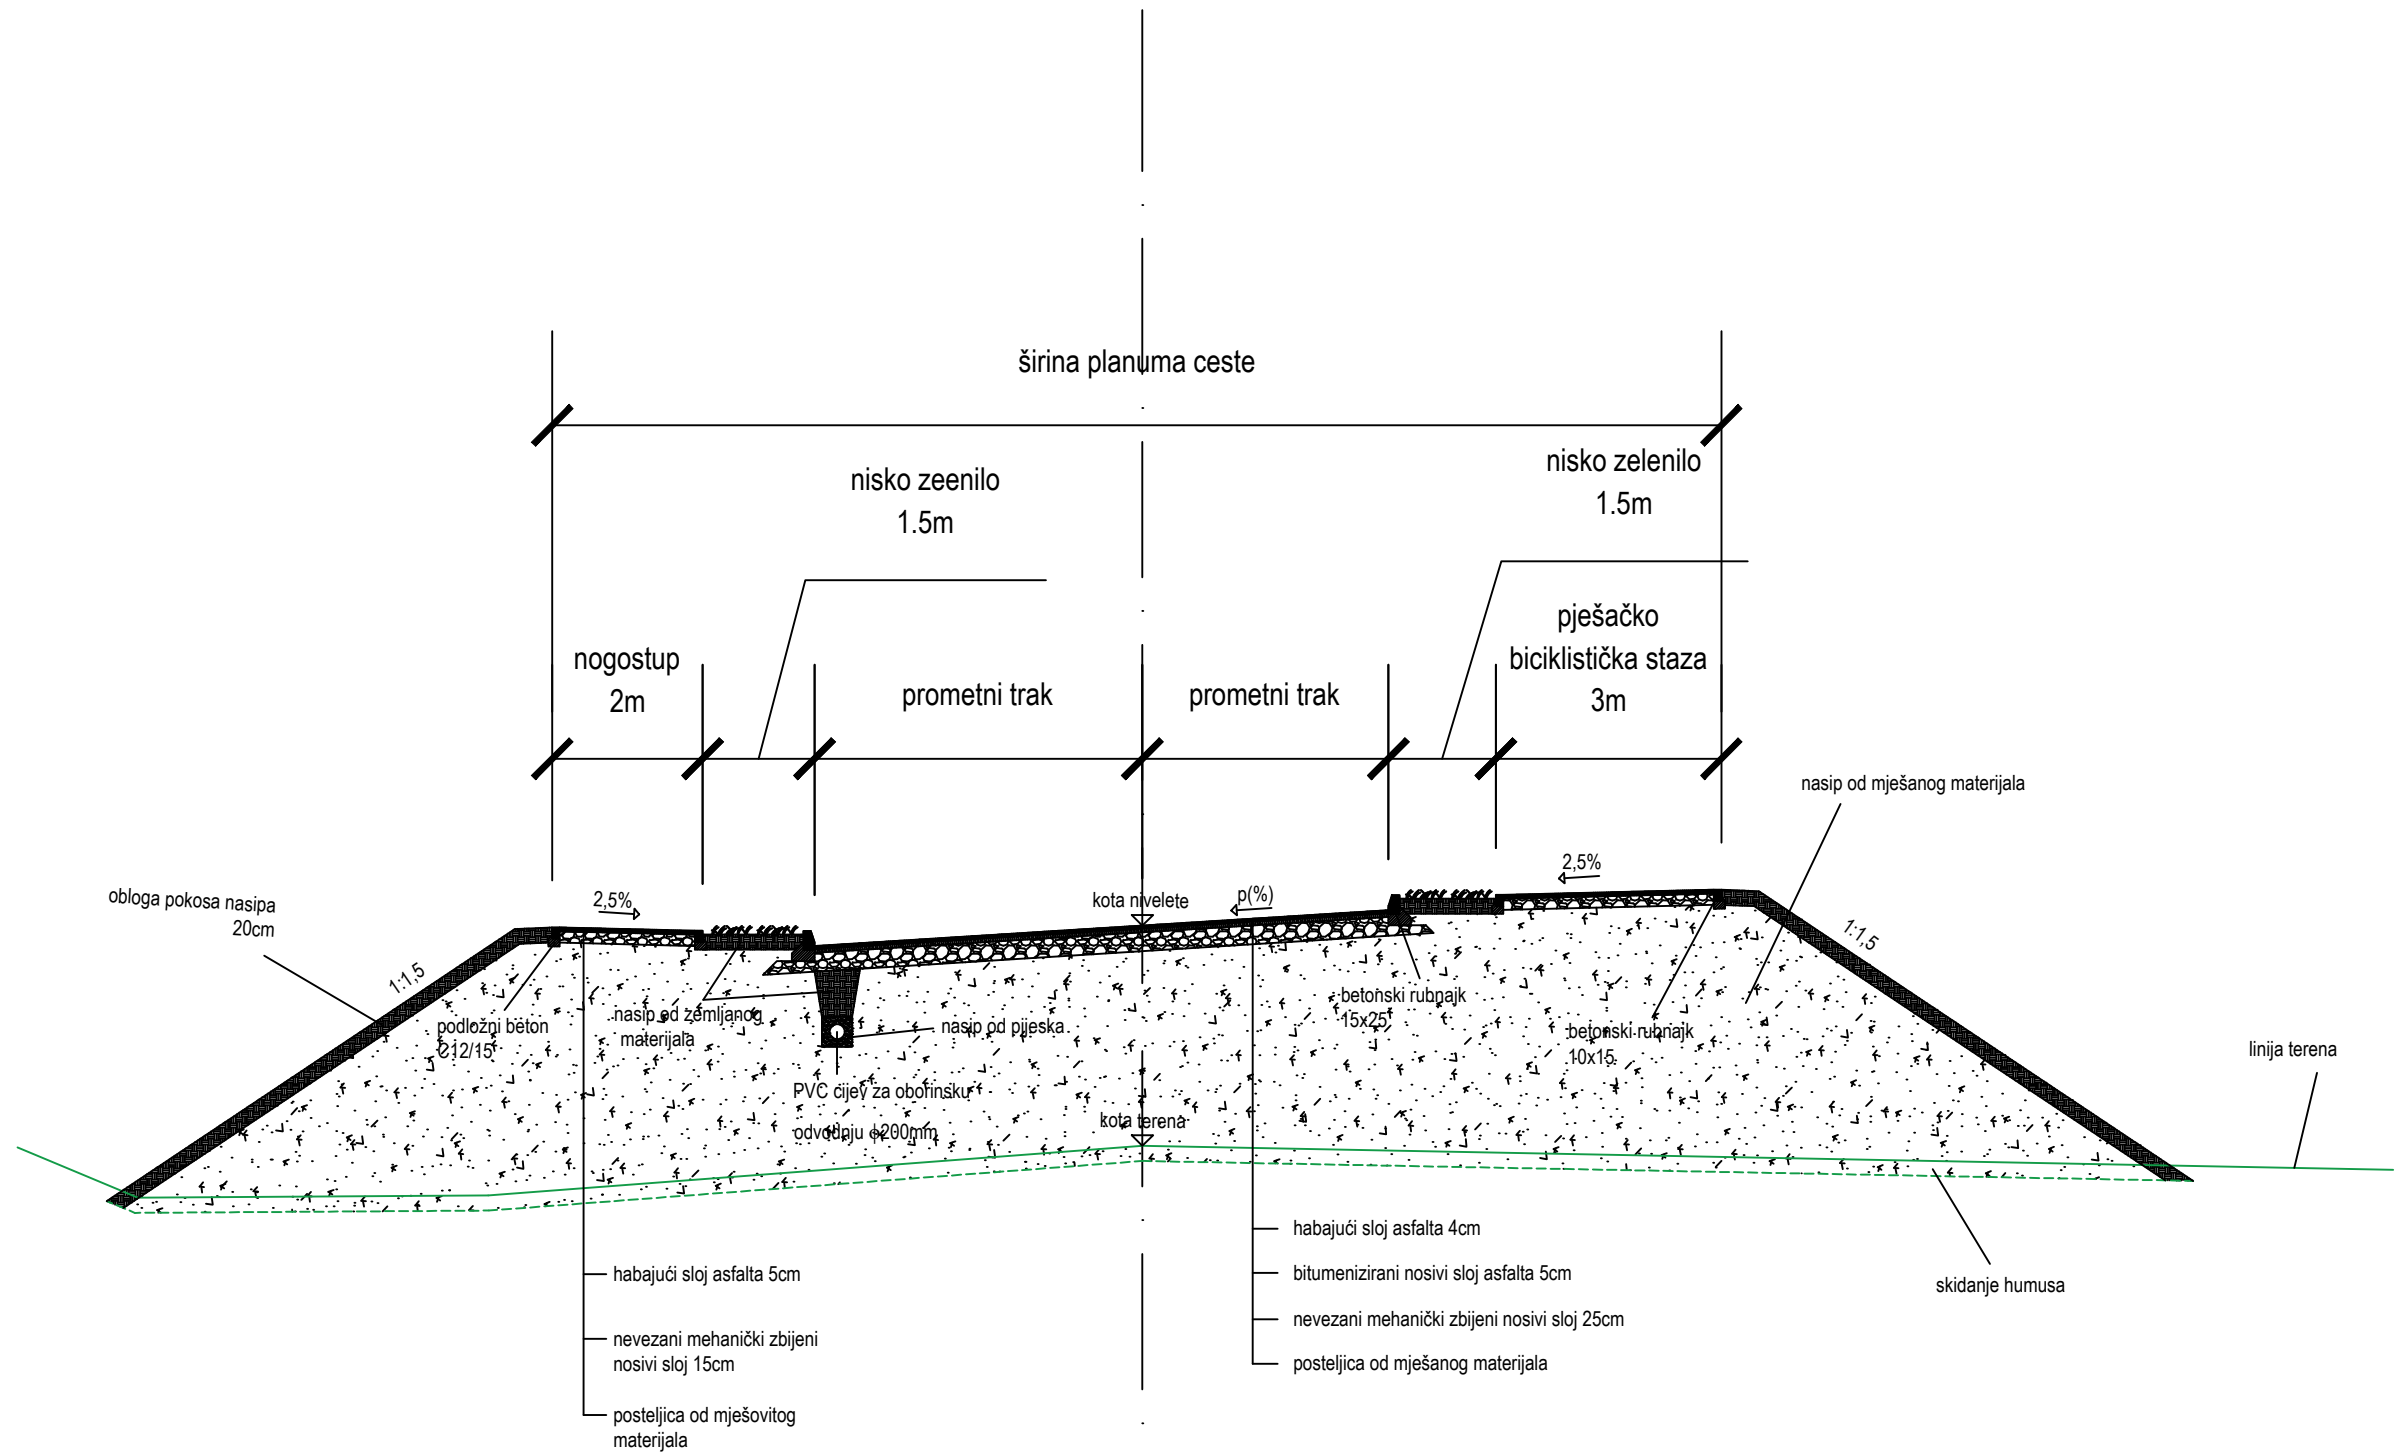 širina planuma ceste
nisko zeenilo
1.5m
nisko zelenilo
1.5m
nogostup
2m
prometni trak
prometni trak
pješačko
biciklistička staza
3m
nasip od mješanog materijala
obloga pokosa nasipa
20cm
2,5%
kota nivelete
p(%)
2,5%
1:1,5
1:1,5
podložni beton
C12/15
nasip od zemljanog
materijala
nasip od pijeska
betonski rubnajk
15x25
betonski rubnajk
10x15
linija terena
PVC cijev za oborinsku
odvodnju ϕ200mm
kota terena
habajući sloj asfalta 5cm
nevezani mehanički zbijeni
nosivi sloj 15cm
posteljica od mješovitog
materijala
habajući sloj asfalta 4cm
bitumenizirani nosivi sloj asfalta 5cm
nevezani mehanički zbijeni nosivi sloj 25cm
posteljica od mješanog materijala
skidanje humusa